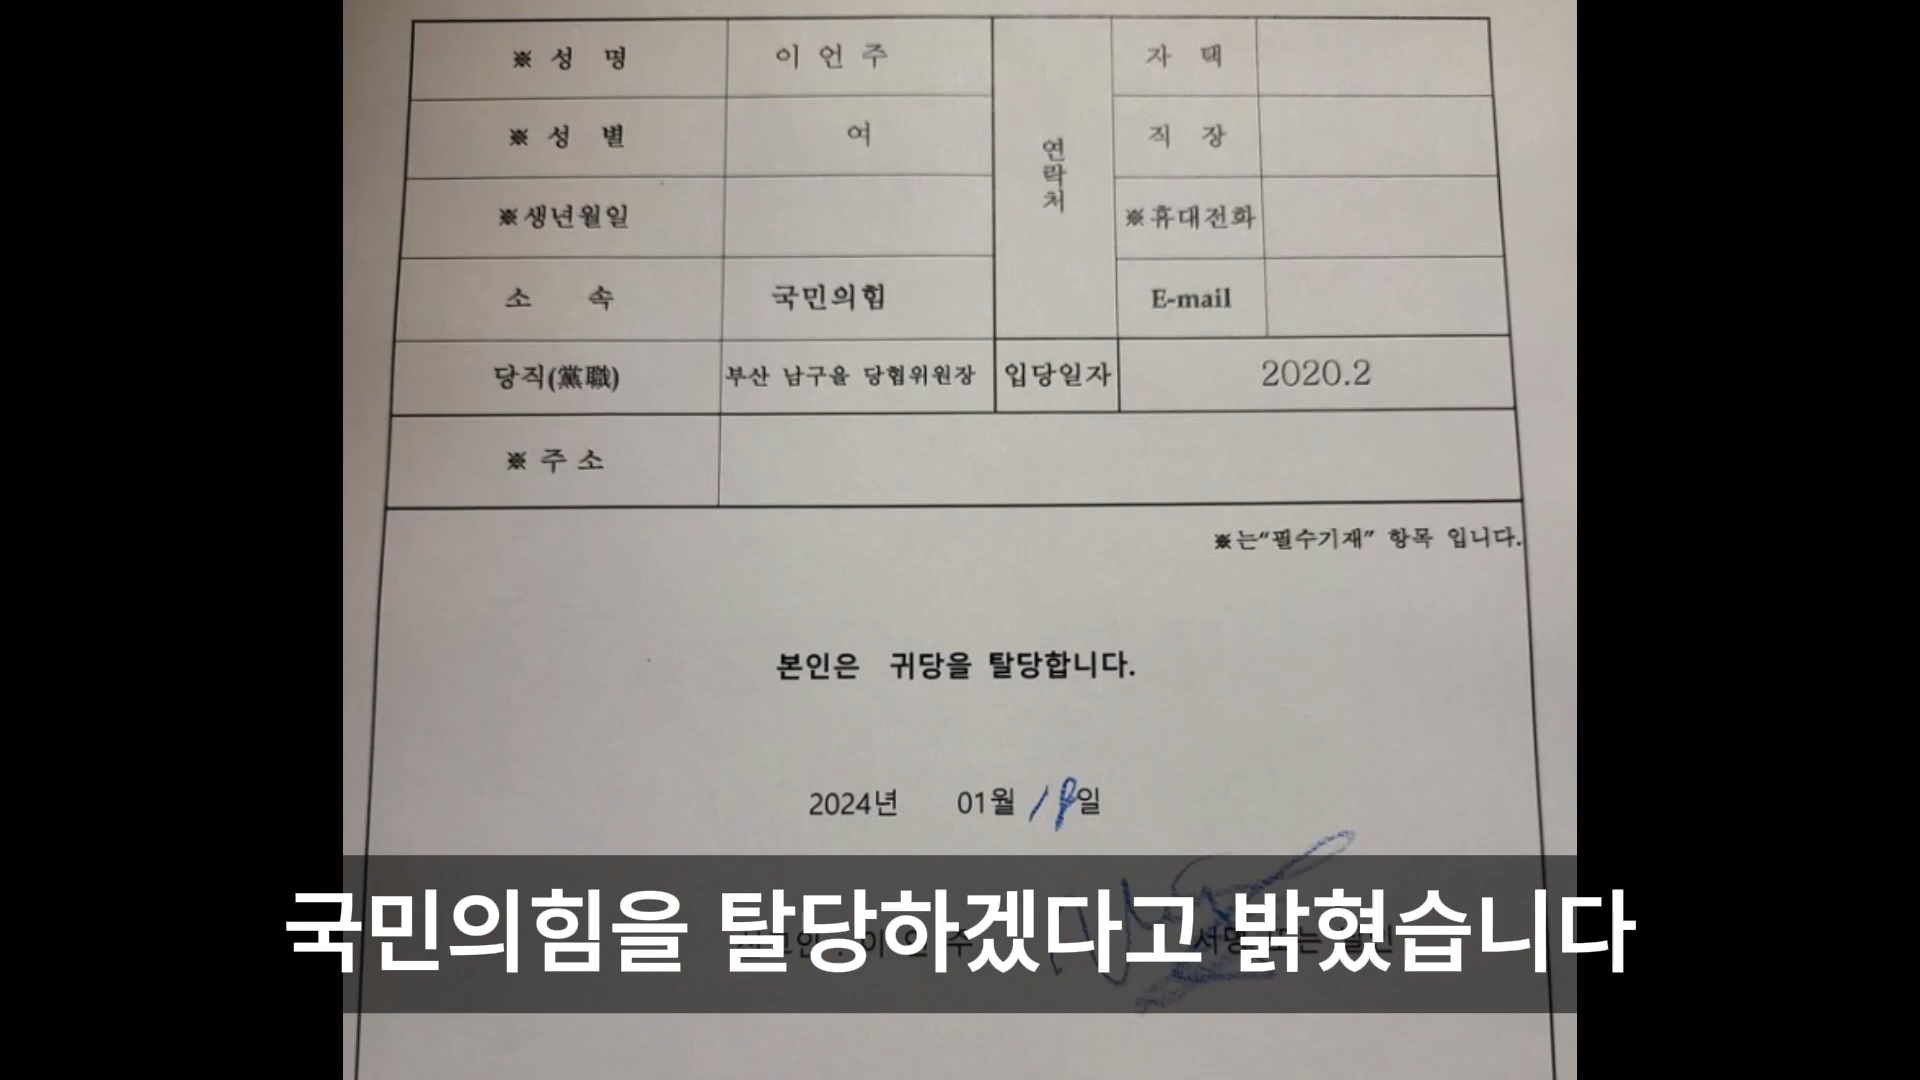 ※ 성 명 이 언 주 자 택
※ 성 별 여 연락처 직 장
※생년월일 ※휴대전화
소 속 국민의힘 E-mail
당직(黨職) 부산 남구을 당협위원장 입당일자 2020.2
※ 주 소
※는“필수기재” 항목 입니다.
본인은 귀당을 탈당합니다.
2024년 01월 18일
국민의힘을 탈당하겠다고 밝혔습니다